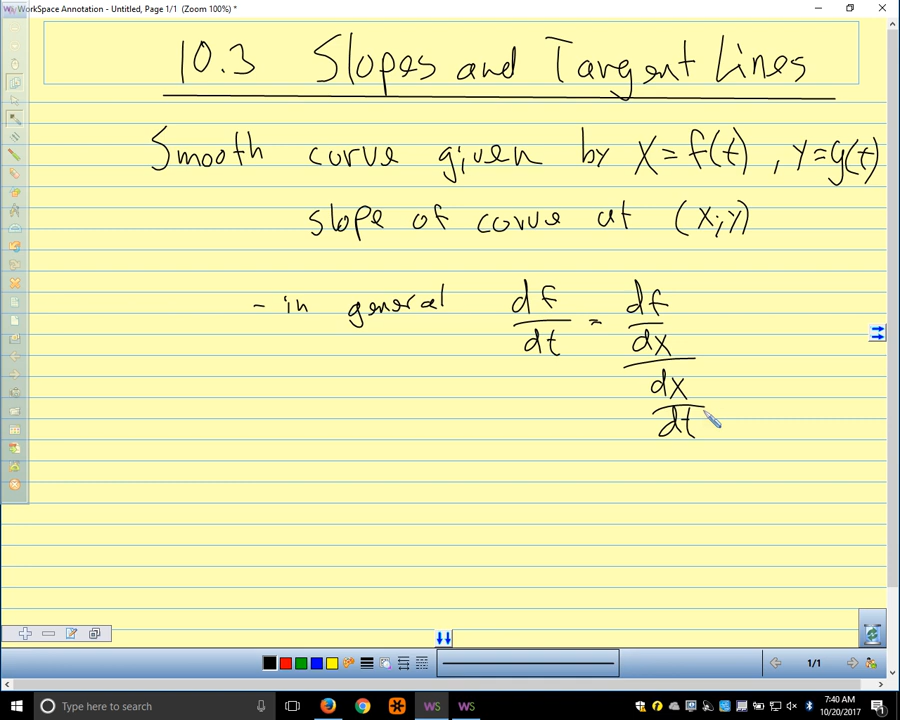 WorkSpace Annotation - Untitled, Page 1/1 (Zoom 100%) *
10.3 Slopes and Tangent Lines
Smooth curve given by X = f(t) , Y = g(t)
slope of curve at (X,Y)
- in general df/dt = df/dx / dx/dt
1/1
Type here to search
WS WS
7:40 AM
10/20/2017